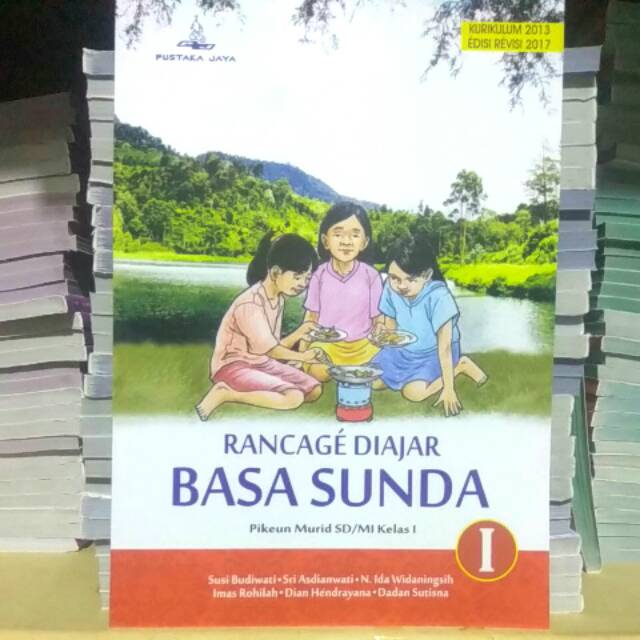 PUSTAKA JAYA
KURIKULUM 2013
EDISI REVISI 2017
RANCAGÉ DIAJAR
BASA SUNDA
Pikeun Murid SD/MI Kelas I
I
Susi Budiwati • Sri Asdianwati • N. Ida Widaningsih
Imas Rohilah • Dian Hendrayana • Dadan Sutisna